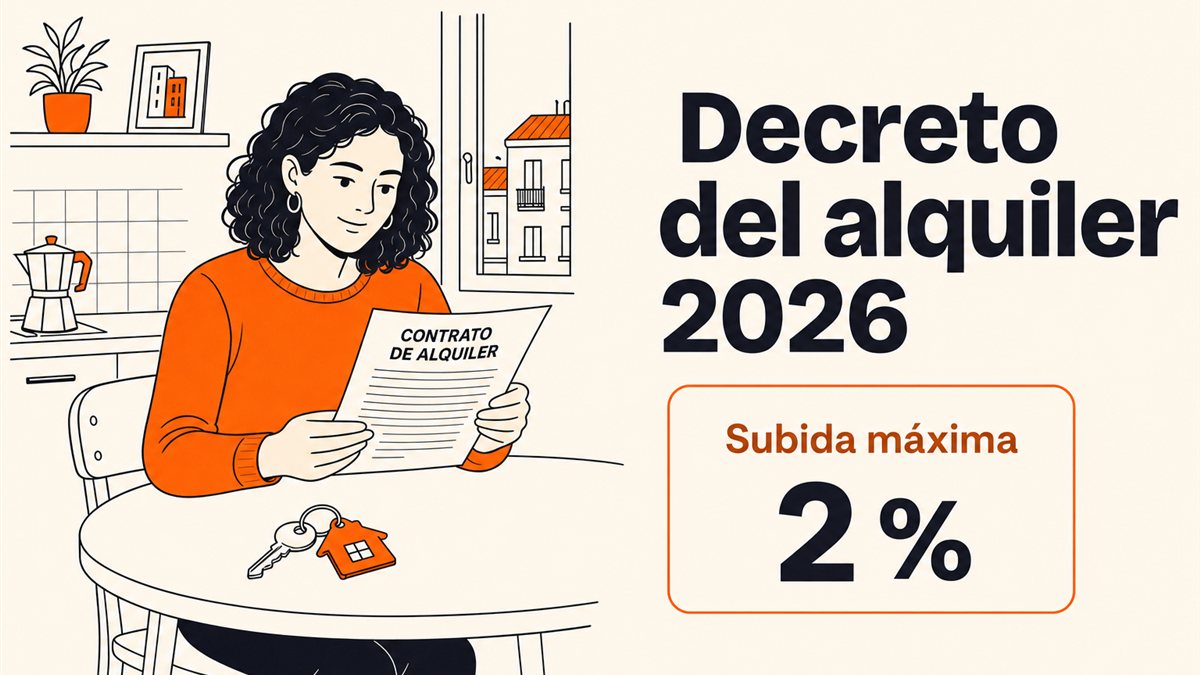 CONTRATO
DE ALQUILER
Decreto
del alquiler
2026
Subida máxima
2 %